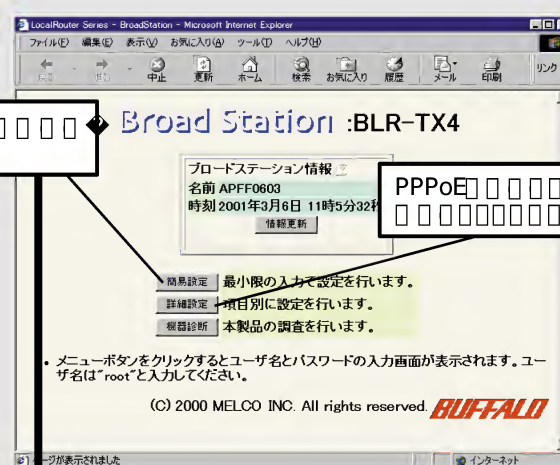 LocalRouter Series - BroadStation - Microsoft Internet Explorer
ファイル(F) 編集(E) 表示(V) お気に入り(A) ツール(T) ヘルプ(H)
中止 更新 ホーム 検索 お気に入り 履歴 メール 印刷 リンク
Broad Station :BLR-TX4
ブロードステーション情報
名前 APFF0603
時刻 2001年3月6日 11時5分32秒
情報更新
PPPoE
簡易設定 最小限の入力で設定を行います。
詳細設定 項目別に設定を行います。
機器診断 本製品の調査を行います。
・ メニューボタンをクリックするとユーザ名とパスワードの入力画面が表示されます。ユー
ザ名は"root"と入力してください。
(C) 2000 MELCO INC. All rights reserved. BUFFALO
ページが表示されました インターネット